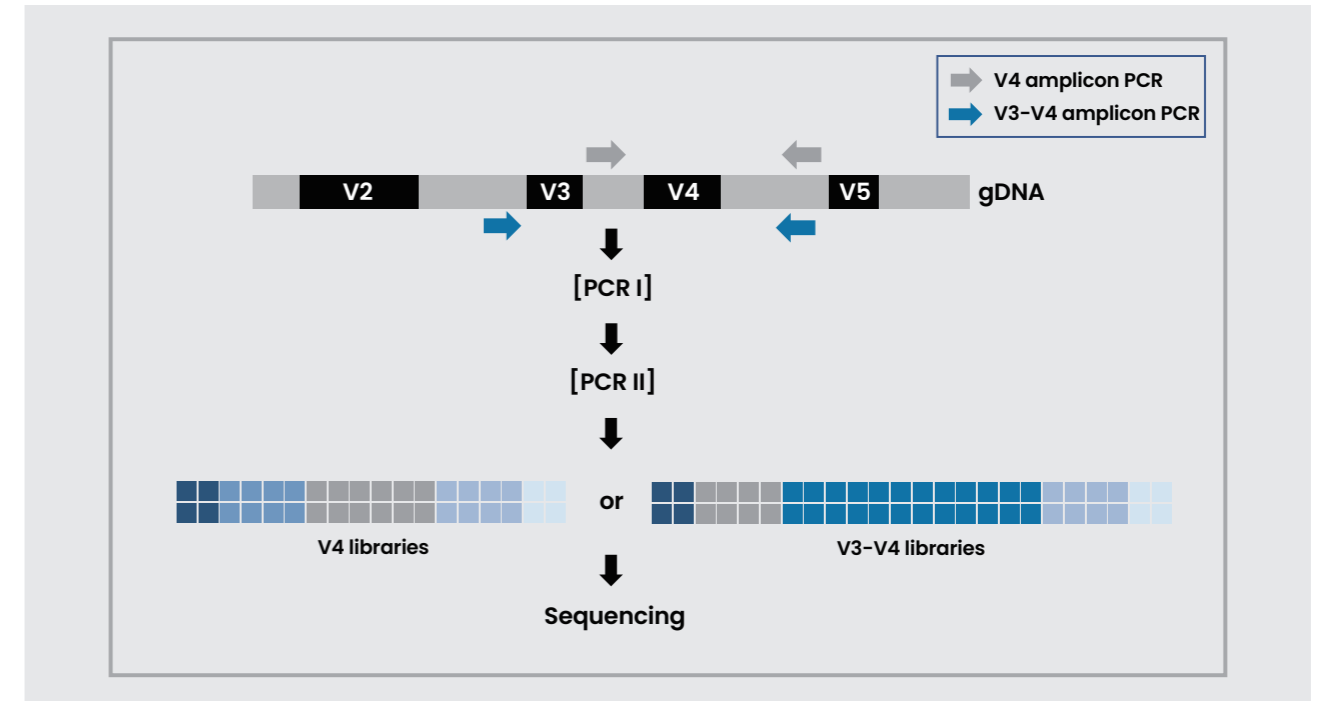 V4 amplicon PCR
V3-V4 amplicon PCR
V2 V3 V4 V5 gDNA
[PCR I]
[PCR II]
or
V4 libraries V3-V4 libraries
Sequencing